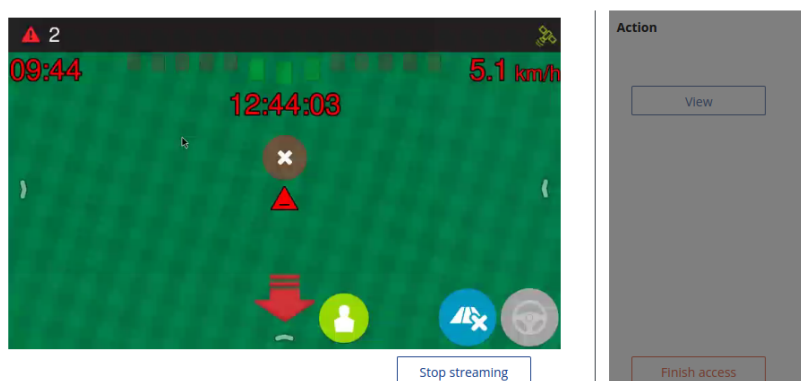 2
Action
09:44
5.1 km/h
12:44:03
View
Stop streaming
Finish access